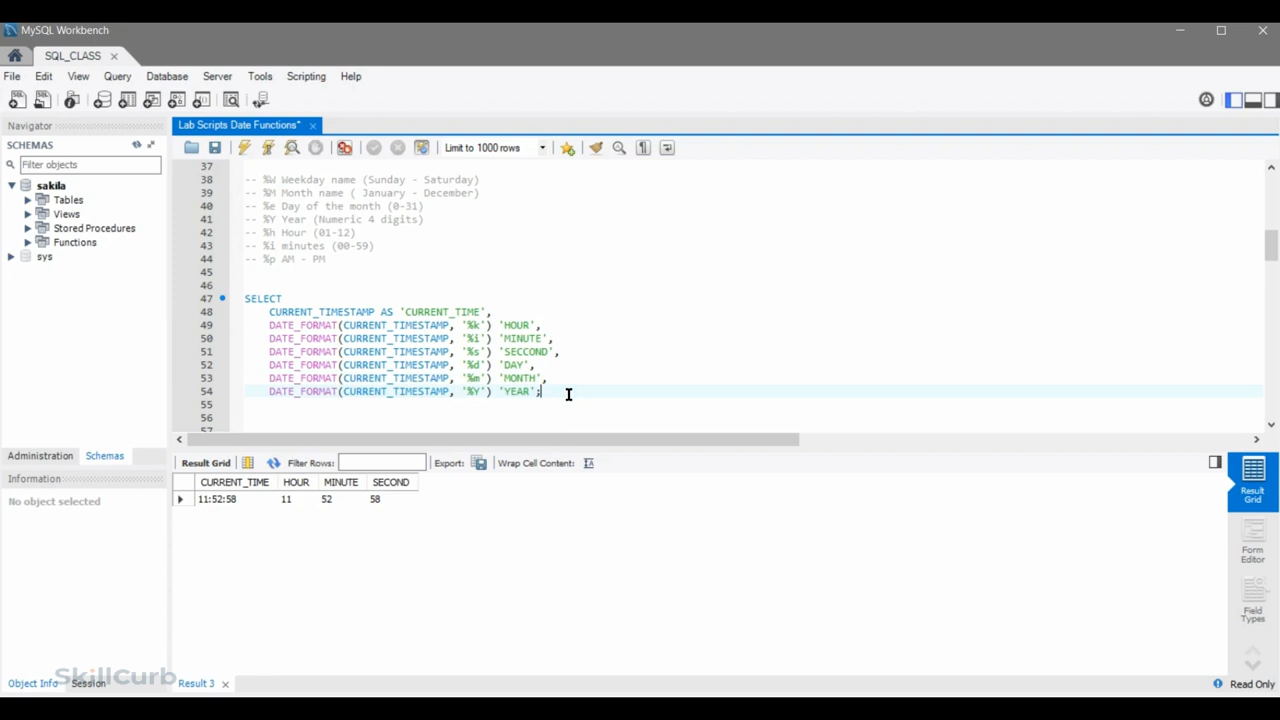 MySQL Workbench
SQL_CLASS
File Edit View Query Database Server Tools Scripting Help
Navigator
SCHEMAS
Filter objects
sakila
Tables
Views
Stored Procedures
Functions
sys
Administration Schemas
Information
No object selected
Object Info Session
SkillCurb
Lab Scripts Date Functions*
Limit to 1000 rows
37
38 -- %W Weekday name (Sunday - Saturday)
39 -- %M Month name ( January - December)
40 -- %e Day of the month (0-31)
41 -- %Y Year (Numeric 4 digits)
42 -- %h Hour (01-12)
43 -- %i minutes (00-59)
44 -- %p AM - PM
45
46
47 SELECT
48 CURRENT_TIMESTAMP AS 'CURRENT_TIME',
49 DATE_FORMAT(CURRENT_TIMESTAMP, '%k') 'HOUR',
50 DATE_FORMAT(CURRENT_TIMESTAMP, '%i') 'MINUTE',
51 DATE_FORMAT(CURRENT_TIMESTAMP, '%s') 'SECCOND',
52 DATE_FORMAT(CURRENT_TIMESTAMP, '%d') 'DAY',
53 DATE_FORMAT(CURRENT_TIMESTAMP, '%m') 'MONTH',
54 DATE_FORMAT(CURRENT_TIMESTAMP, '%Y') 'YEAR';
55
56
57
Result Grid Filter Rows: Export: Wrap Cell Content:
CURRENT_TIME HOUR MINUTE SECOND
11:52:58 11 52 58
Result Grid
Form Editor
Field Types
Result 3
Read Only